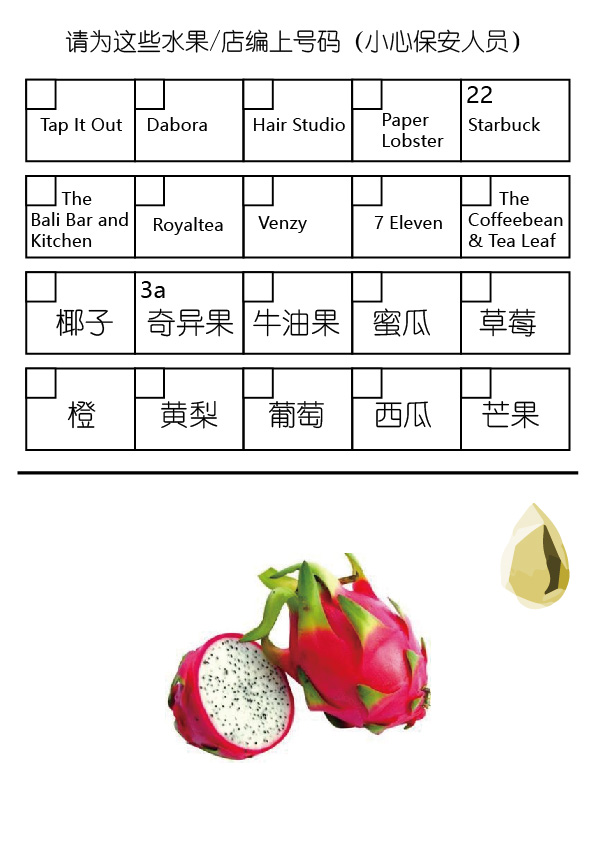 请为这些水果/店编上号码（小心保安人员）
Tap It Out
Dabora
Hair Studio
Paper
Lobster
22
Starbuck
The
Bali Bar and
Kitchen
Royaltea
Venzy
7 Eleven
The
Coffeebean
& Tea Leaf
椰子
3a
奇异果
牛油果
蜜瓜
草莓
橙
黄梨
葡萄
西瓜
芒果